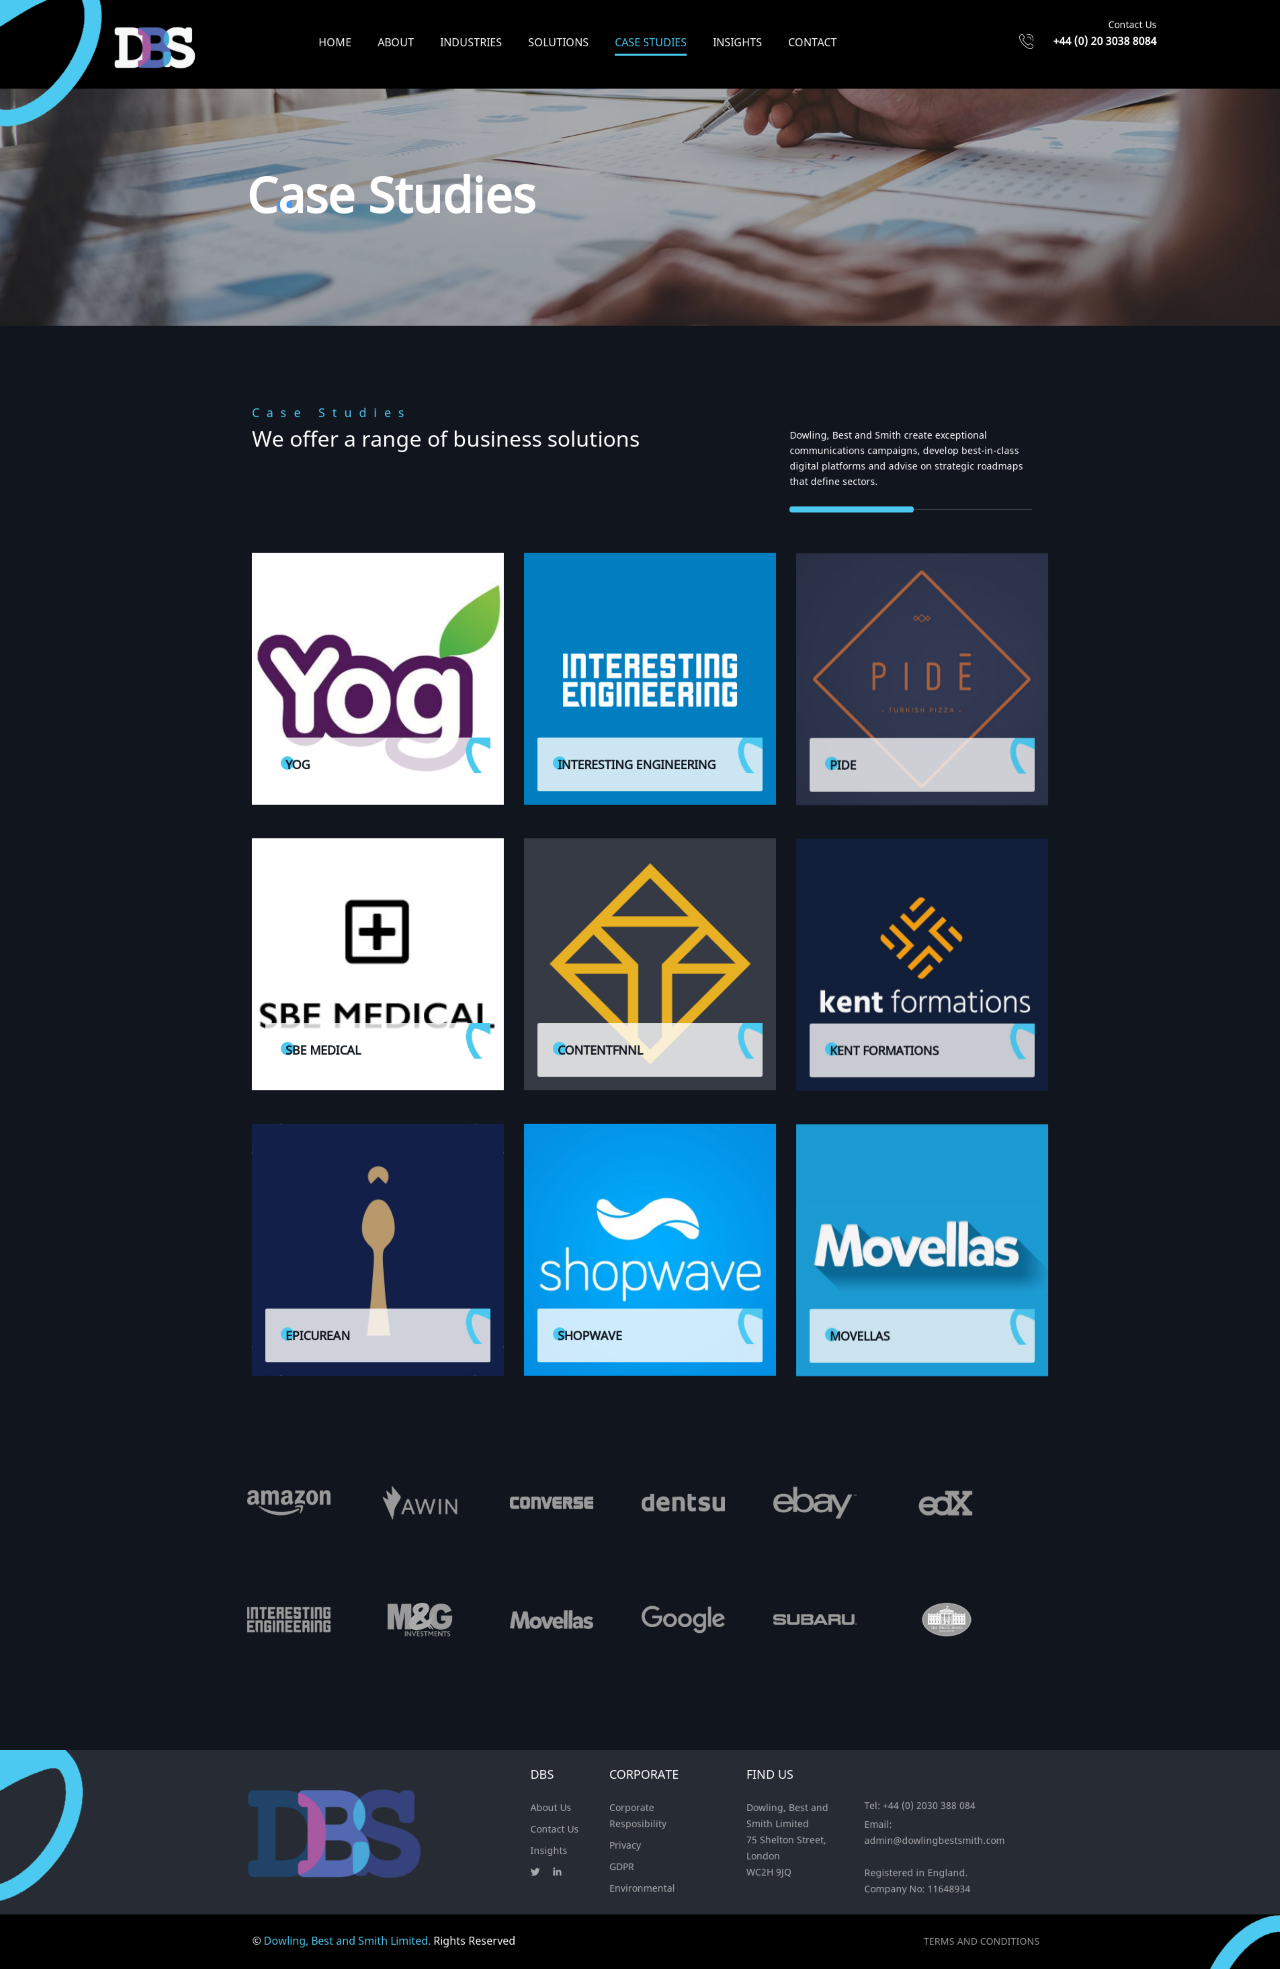 DBS
HOME ABOUT INDUSTRIES SOLUTIONS CASE STUDIES INSIGHTS CONTACT
Contact Us
+44 (0) 20 3038 8084
Case Studies
Case Studies
We offer a range of business solutions
Dowling, Best and Smith create exceptional
communications campaigns, develop best-in-class
digital platforms and advise on strategic roadmaps
that define sectors.
Yog
YOG
INTERESTING
ENGINEERING
INTERESTING ENGINEERING
PIDĒ
- TURKISH PIZZA -
PIDE
SBE MEDICAL
SBE MEDICAL
CONTENTFNNL
kent formations
KENT FORMATIONS
EPICUREAN
shopwave
SHOPWAVE
Movellas
MOVELLAS
amazon AWIN CONVERSE dentsu ebay edX
INTERESTING
ENGINEERING
M&G
INVESTMENTS
Movellas Google SUBARU
DBS
DBS
About Us
Contact Us
Insights
CORPORATE
Corporate
Resposibility
Privacy
GDPR
Environmental
FIND US
Dowling, Best and
Smith Limited
75 Shelton Street,
London
WC2H 9JQ
Tel: +44 (0) 2030 388 084
Email:
admin@dowlingbestsmith.com
Registered in England.
Company No: 11648934
© Dowling, Best and Smith Limited. Rights Reserved
TERMS AND CONDITIONS